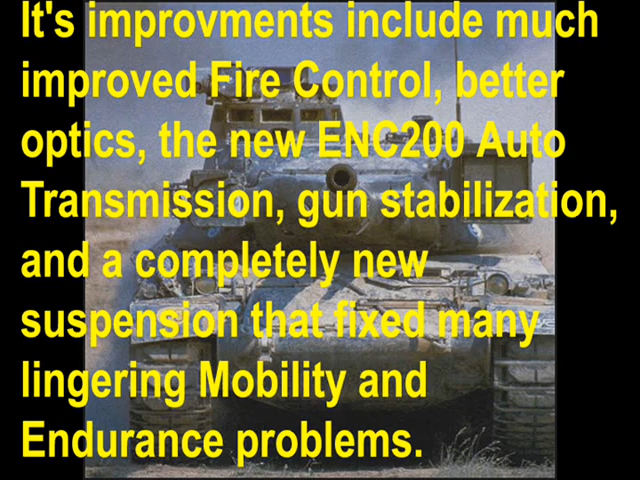 It's improvments include much
improved Fire Control, better
optics, the new ENC200 Auto
Transmission, gun stabilization,
and a completely new
suspension that fixed many
lingering Mobility and
Endurance problems.